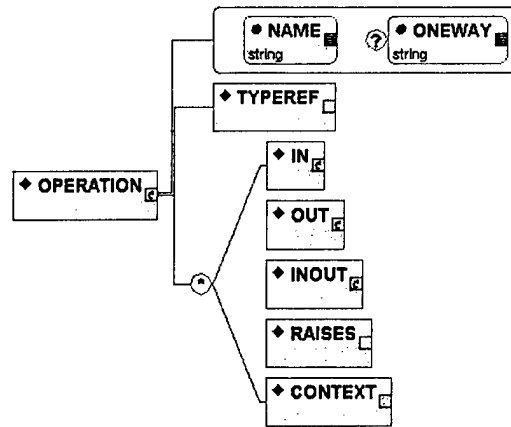 NAME
string
? ONEWAY
string
TYPEREF
OPERATION
IN
OUT
*
INOUT
RAISES
CONTEXT